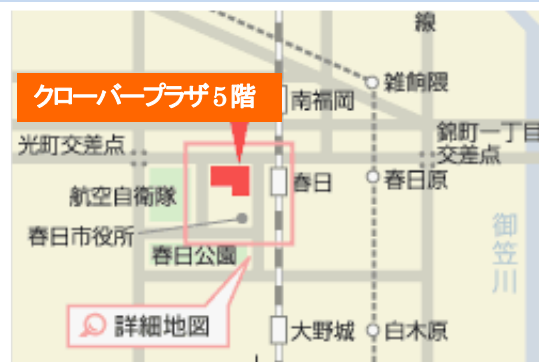 線
雑餉隈
クローバープラザ5階
南福岡
錦町一丁目
交差点
光町交差点
春日
春日原
航空自衛隊
春日市役所
御笠川
春日公園
詳細地図
大野城
白木原